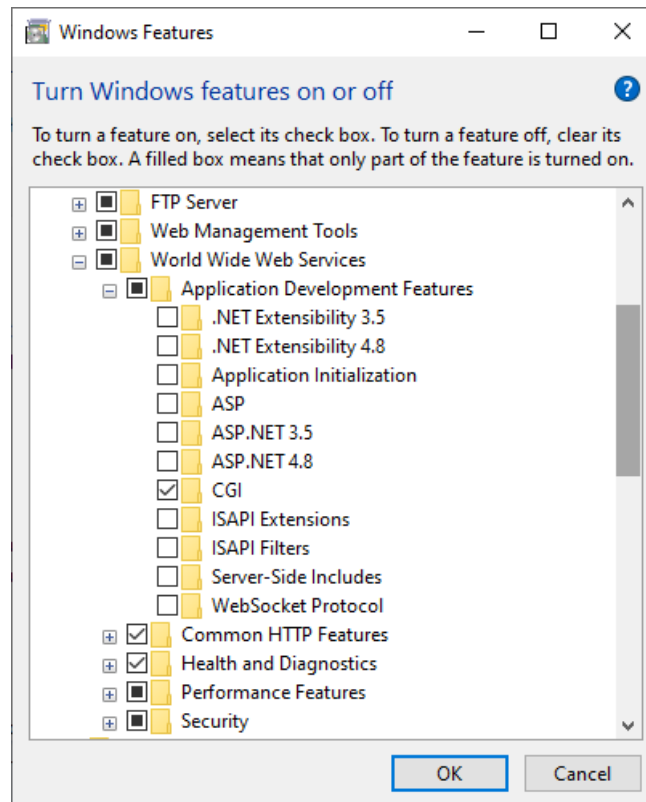 Windows Features
Turn Windows features on or off
?
To turn a feature on, select its check box. To turn a feature off, clear its
check box. A filled box means that only part of the feature is turned on.
FTP Server
Web Management Tools
World Wide Web Services
Application Development Features
.NET Extensibility 3.5
.NET Extensibility 4.8
Application Initialization
ASP
ASP.NET 3.5
ASP.NET 4.8
CGI
ISAPI Extensions
ISAPI Filters
Server-Side Includes
WebSocket Protocol
Common HTTP Features
Health and Diagnostics
Performance Features
Security
OK
Cancel